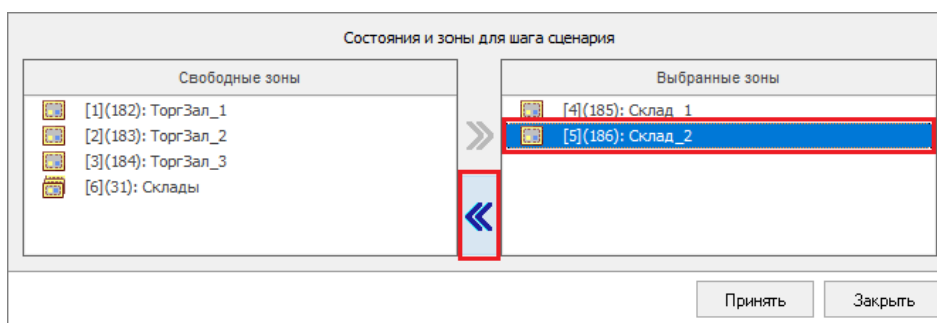 Состояния и зоны для шага сценария
Свободные зоны
[1](182): ТоргЗал_1
[2](183): ТоргЗал_2
[3](184): ТоргЗал_3
[6](31): Склады
Выбранные зоны
[4](185): Склад_1
[5](186): Склад_2
Принять
Закрыть